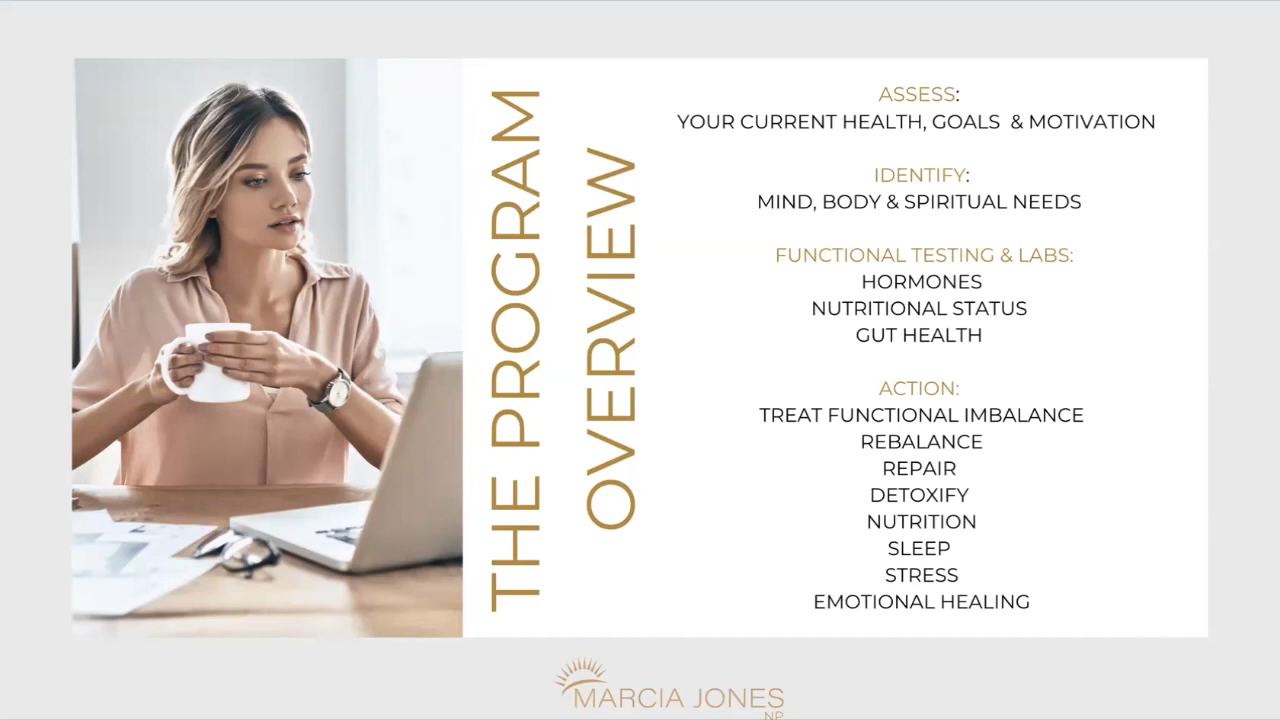 THE PROGRAM
OVERVIEW
ASSESS:
YOUR CURRENT HEALTH, GOALS & MOTIVATION
IDENTIFY:
MIND, BODY & SPIRITUAL NEEDS
FUNCTIONAL TESTING & LABS:
HORMONES
NUTRITIONAL STATUS
GUT HEALTH
ACTION:
TREAT FUNCTIONAL IMBALANCE
REBALANCE
REPAIR
DETOXIFY
NUTRITION
SLEEP
STRESS
EMOTIONAL HEALING
MARCIA JONES
NP